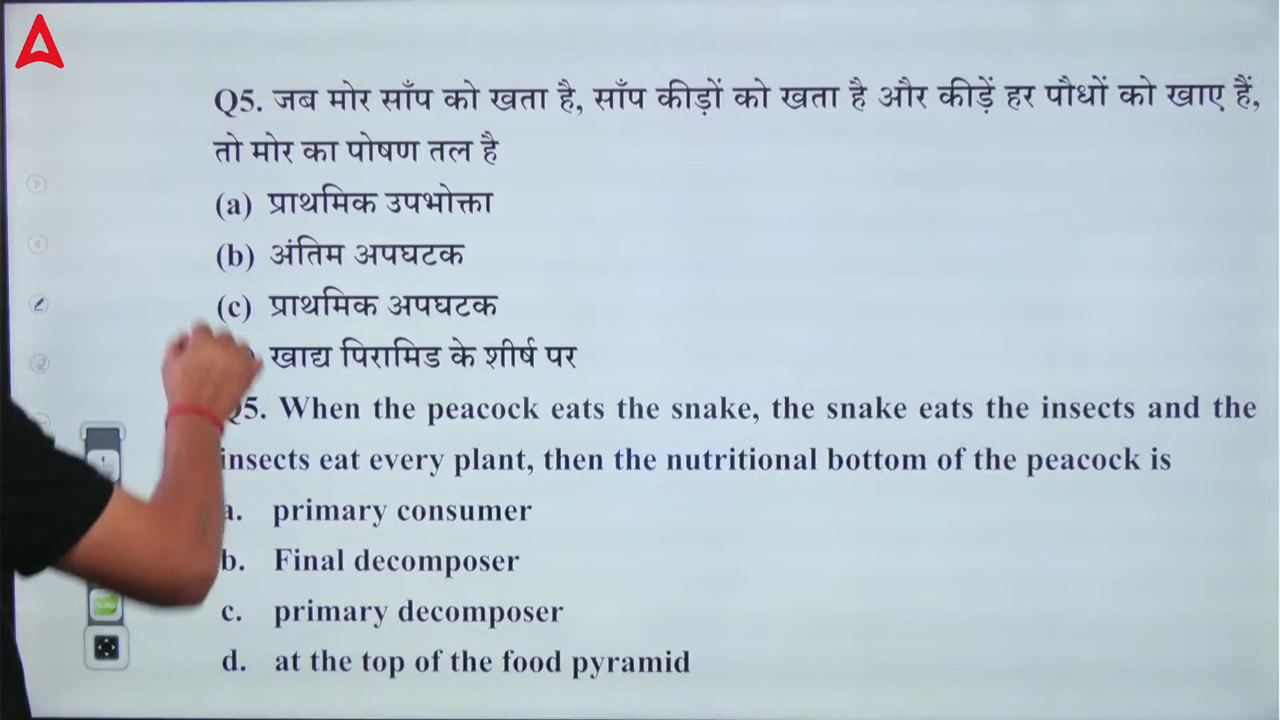 Q5. जब मोर साँप को खता है, साँप कीड़ों को खता है और कीड़ें हर पौधों को खाए हैं,
तो मोर का पोषण तल है
(a) प्राथमिक उपभोक्ता
(b) अंतिम अपघटक
(c) प्राथमिक अपघटक
खाद्य पिरामिड के शीर्ष पर
Q5. When the peacock eats the snake, the snake eats the insects and the
insects eat every plant, then the nutritional bottom of the peacock is
a. primary consumer
b. Final decomposer
c. primary decomposer
d. at the top of the food pyramid